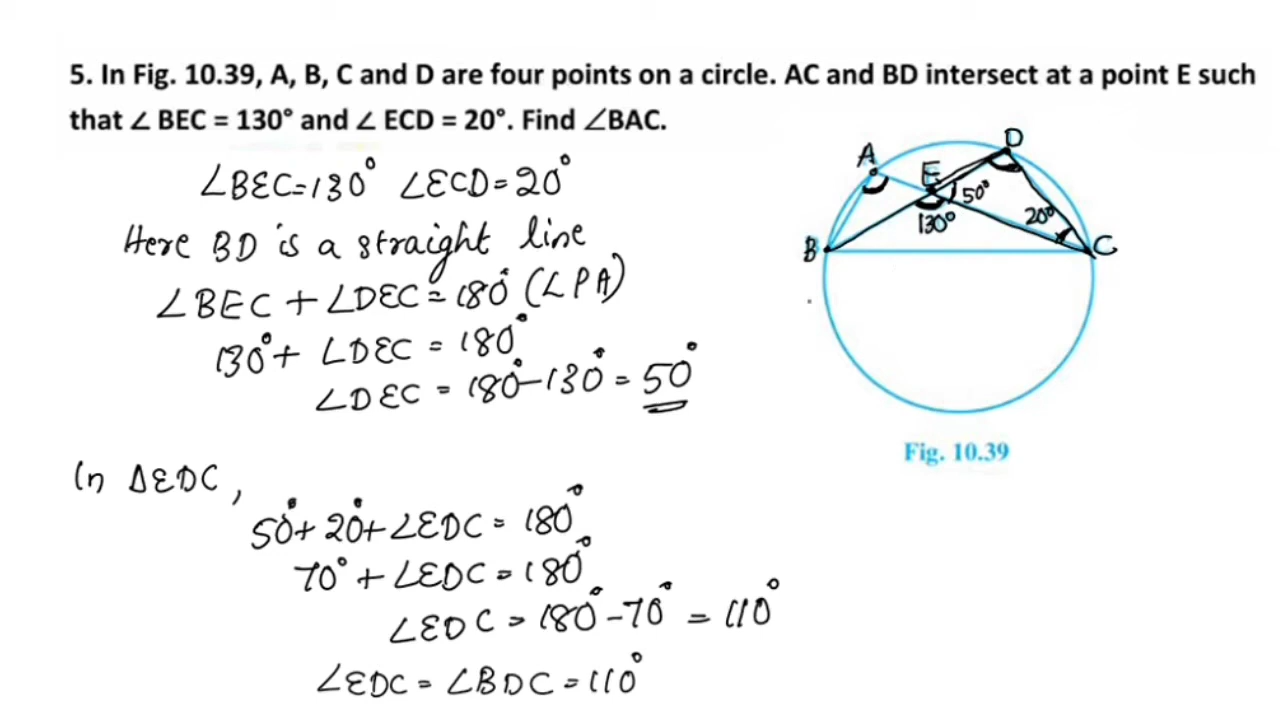 5. In Fig. 10.39, A, B, C and D are four points on a circle. AC and BD intersect at a point E such
that ∠ BEC = 130° and ∠ ECD = 20°. Find ∠BAC.
∠BEC=130° ∠ECD=20°
Here BD is a straight line
∠BEC + ∠DEC = 180° (LPA)
130° + ∠DEC = 180°
∠DEC = 180° - 130° = 50°
In ΔEDC,
50° + 20° + ∠EDC = 180°
70° + ∠EDC = 180°
∠EDC = 180° - 70° = 110°
∠EDC = ∠BDC = 110°
A
D
E
50°
130°
20°
B
C
Fig. 10.39